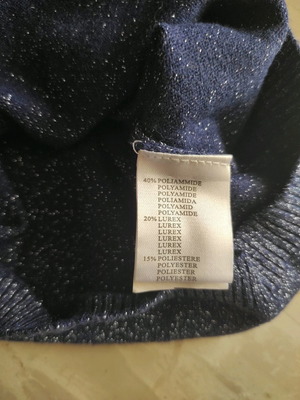 40% POLIAMMIDE
POLYAMIDE
POLYAMIDE
POLIAMIDA
POLYAMID
POLYAMIDE
20% LUREX
LUREX
LUREX
LUREX
LUREX
LUREX
15% POLIESTERE
POLYESTER
POLIESTER
POLYESTER